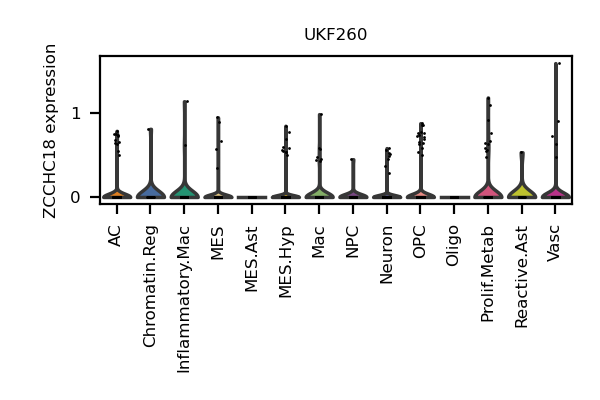 UKF260
ZCCHC18 expression
1
0
AC
Chromatin.Reg
Inflammatory.Mac
MES
MES.Ast
MES.Hyp
Mac
NPC
Neuron
OPC
Oligo
Prolif.Metab
Reactive.Ast
Vasc